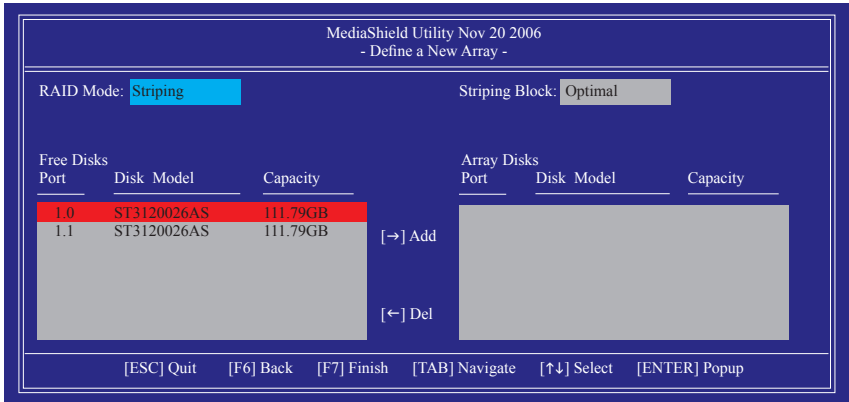 MediaShield Utility Nov 20 2006
- Define a New Array -
RAID Mode: Striping Striping Block: Optimal
Free Disks Array Disks
Port Disk Model Capacity Port Disk Model Capacity
1.0 ST3120026AS 111.79GB
1.1 ST3120026AS 111.79GB
[→] Add
[←] Del
[ESC] Quit [F6] Back [F7] Finish [TAB] Navigate [↑↓] Select [ENTER] Popup